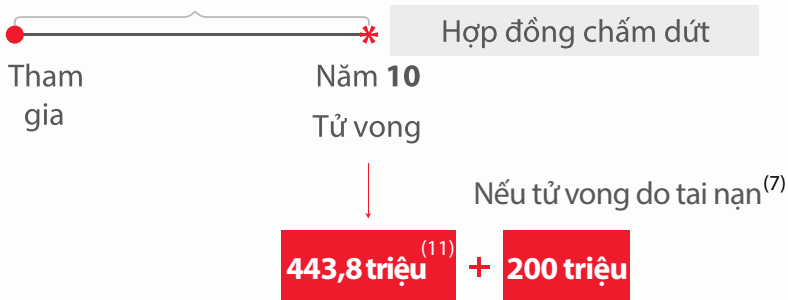 Hợp đồng chấm dứt
Tham
gia
Năm 10
Tử vong
Nếu tử vong do tai nạn(7)
443,8 triệu(11) + 200 triệu